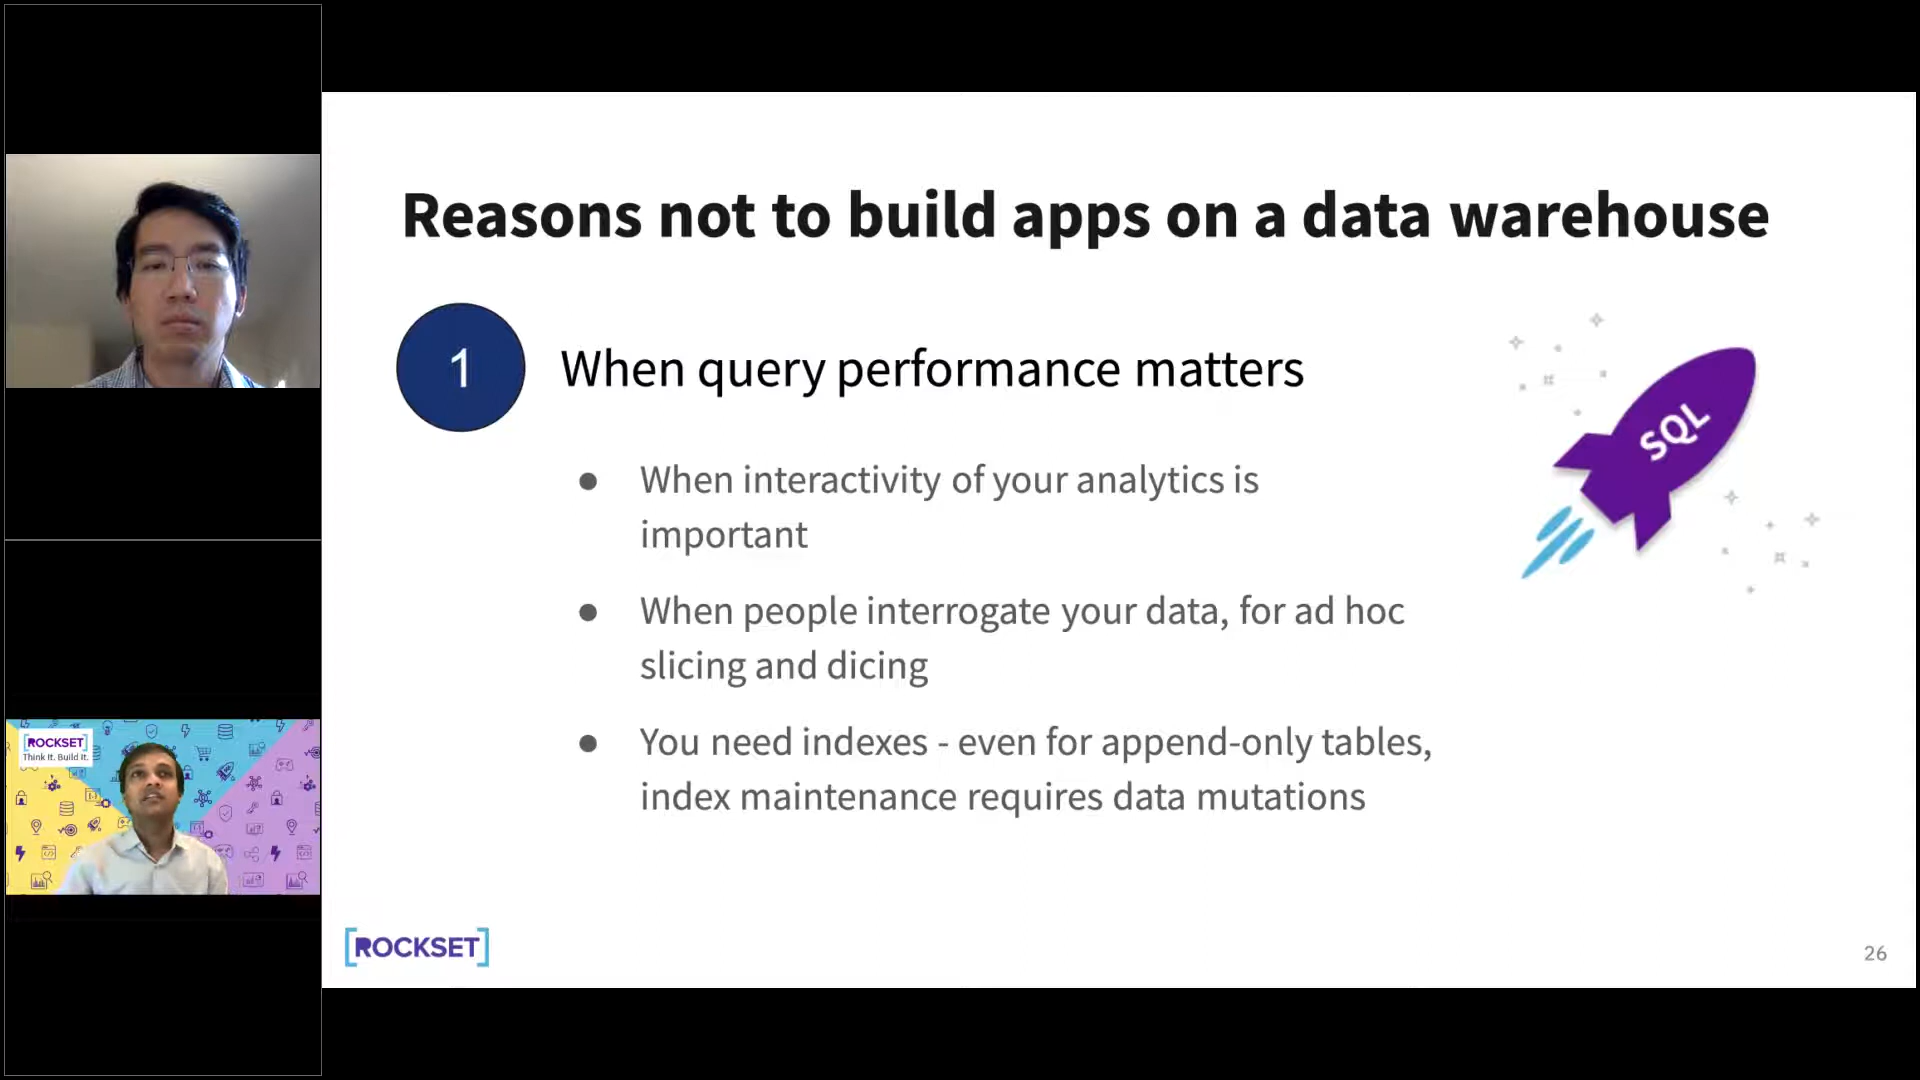 [ROCKSET]
Think It. Build It.
Reasons not to build apps on a data warehouse
1
When query performance matters
SQL
● When interactivity of your analytics is
important
● When people interrogate your data, for ad hoc
slicing and dicing
● You need indexes - even for append-only tables,
index maintenance requires data mutations
[ROCKSET]
26